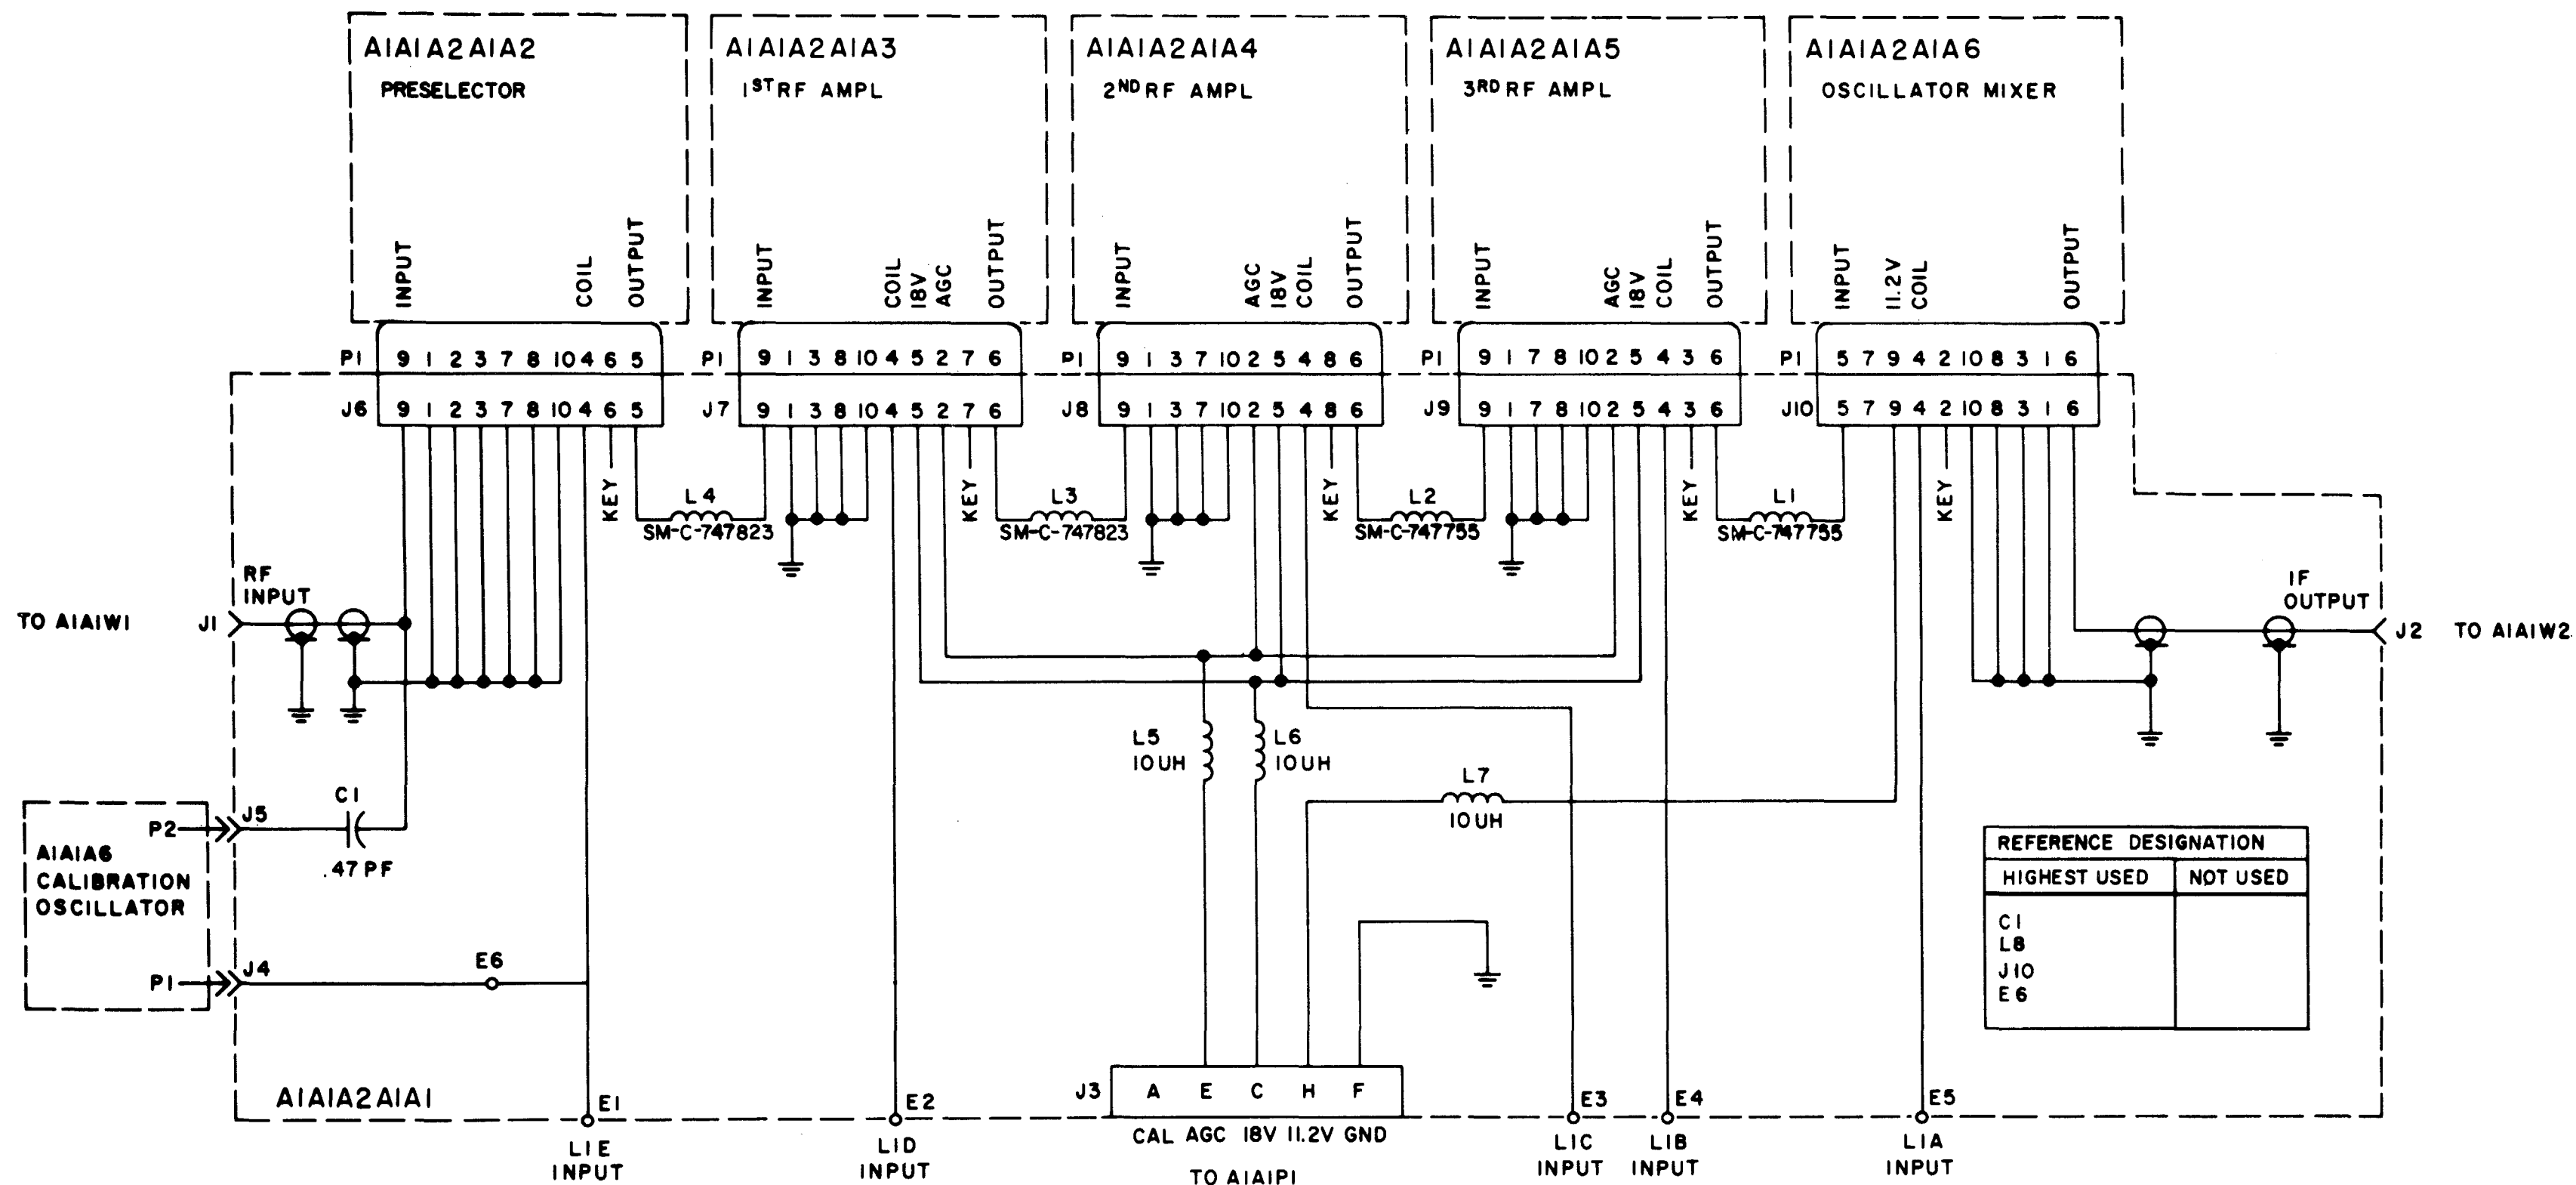 A1A1A2A1A2
PRESELECTOR
INPUT
COIL
OUTPUT
A1A1A2A1A3
1ST RF AMPL
INPUT
COIL
18V
AGC
OUTPUT
A1A1A2A1A4
2ND RF AMPL
INPUT
AGC
18V
COIL
OUTPUT
A1A1A2A1A5
3RD RF AMPL
INPUT
AGC
18V
COIL
OUTPUT
A1A1A2A1A6
OSCILLATOR MIXER
INPUT
11.2V
COIL
OUTPUT
P1 9 1 2 3 7 8 10 4 6 5
P1 9 1 3 8 10 4 5 2 7 6
P1 9 1 3 7 10 2 5 4 8 6
P1 9 1 7 8 10 2 5 4 3 6
P1 5 7 9 4 2 10 8 3 1 6
J6 9 1 2 3 7 8 10 4 6 5
J7 9 1 3 8 10 4 5 2 7 6
J8 9 1 3 7 10 2 5 4 8 6
J9 9 1 7 8 10 2 5 4 3 6
J10 5 7 9 4 2 10 8 3 1 6
KEY
L4
SM-C-747823
KEY
L3
SM-C-747823
KEY
L2
SM-C-747755
KEY
L1
SM-C-747755
KEY
RF
INPUT
TO A1A1W1
J1
IF
OUTPUT
J2
TO A1A1W2
L5
10UH
L6
10UH
L7
10UH
C1
.47 PF
P2
J5
A1A1A6
CALIBRATION
OSCILLATOR
P1
J4
E6
REFERENCE DESIGNATION
HIGHEST USED
NOT USED
C1
L8
J10
E6
A1A1A2A1A1
E1
L1E
INPUT
E2
L1D
INPUT
J3 A E C H F
CAL AGC 18V 11.2V GND
TO A1A1P1
E3
L1C
INPUT
E4
L1B
INPUT
E5
L1A
INPUT